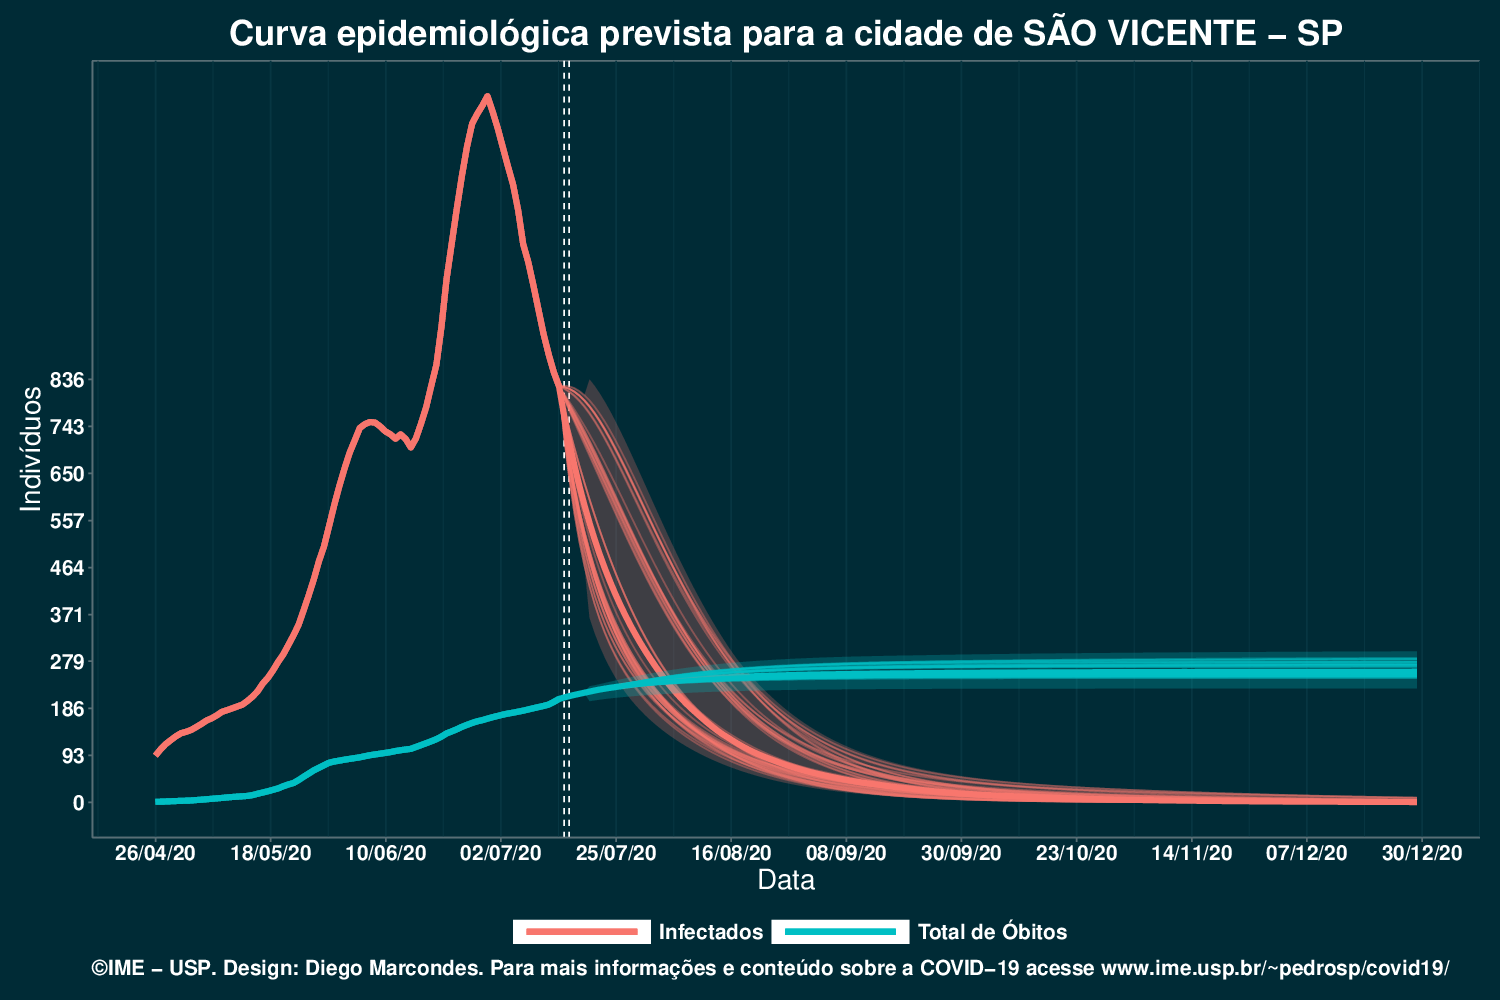 Curva epidemiológica prevista para a cidade de SÃO VICENTE – SP
Indivíduos
836
743
650
557
464
371
279
186
93
0
26/04/20 18/05/20 10/06/20 02/07/20 25/07/20 16/08/20 08/09/20 30/09/20 23/10/20 14/11/20 07/12/20 30/12/20
Data
Infectados Total de Óbitos
©IME – USP. Design: Diego Marcondes. Para mais informações e conteúdo sobre a COVID–19 acesse www.ime.usp.br/~pedrosp/covid19/